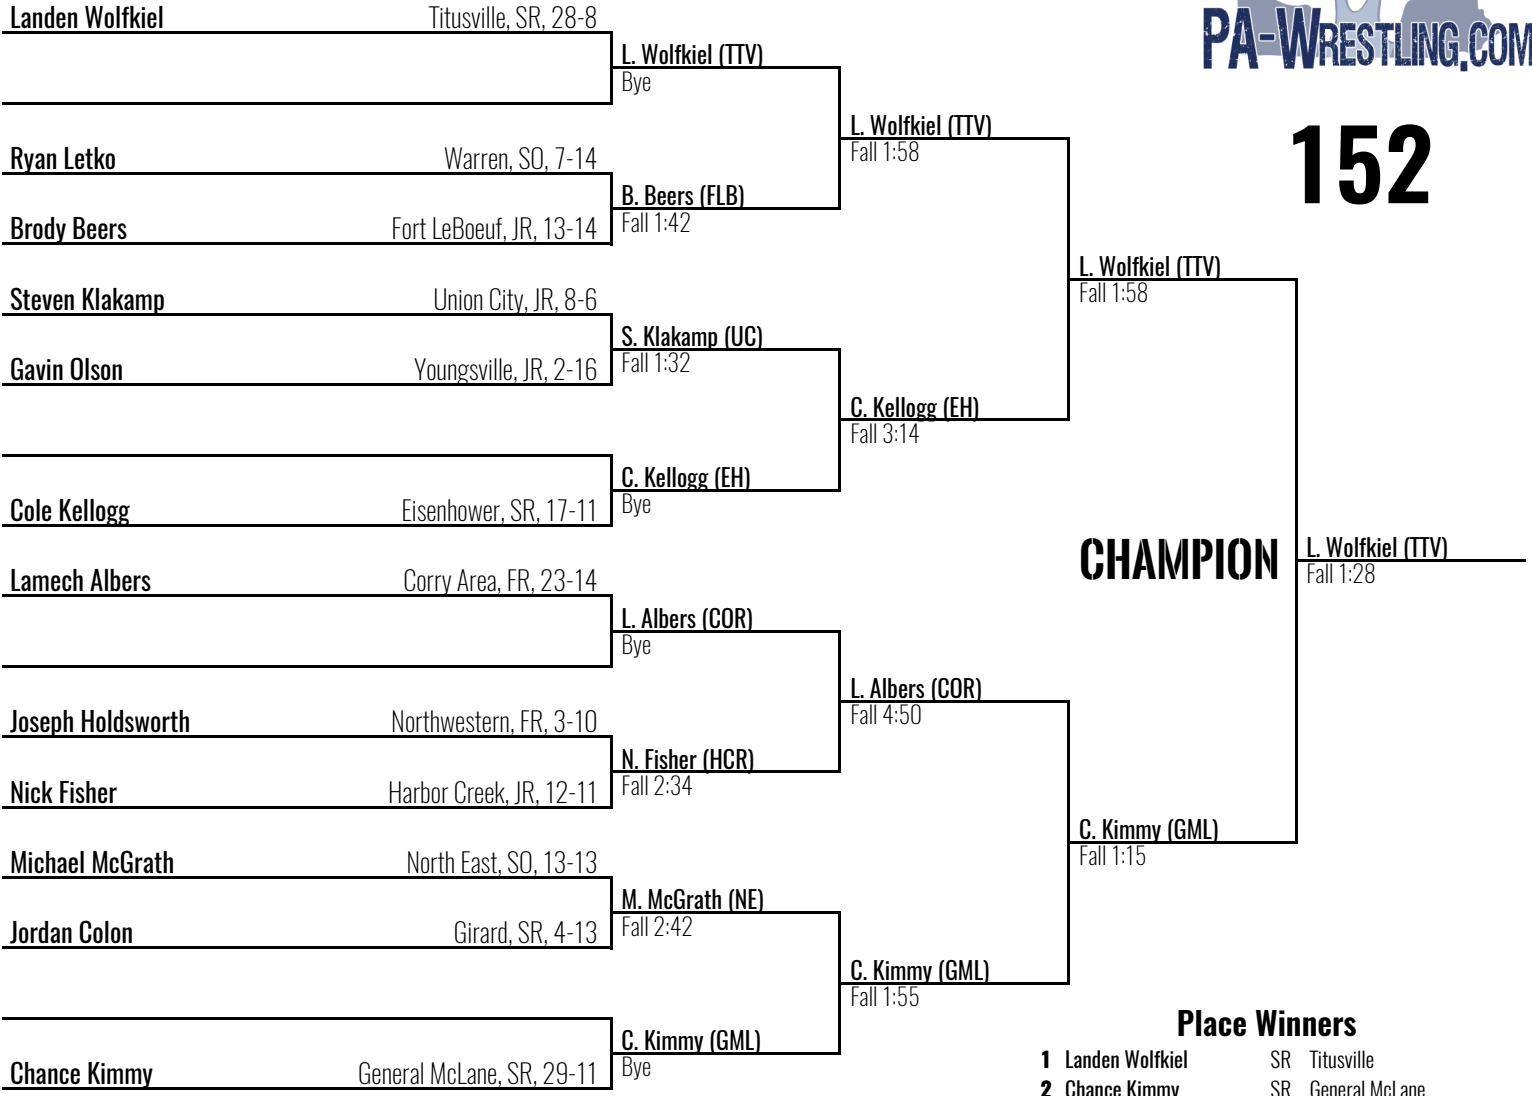 PA-WRESTLING.COM
152
Landen Wolfkiel Titusville, SR, 28-8
Ryan Letko Warren, SO, 7-14
Brody Beers Fort LeBoeuf, JR, 13-14
Steven Klakamp Union City, JR, 8-6
Gavin Olson Youngsville, JR, 2-16
Cole Kellogg Eisenhower, SR, 17-11
Lamech Albers Corry Area, FR, 23-14
Joseph Holdsworth Northwestern, FR, 3-10
Nick Fisher Harbor Creek, JR, 12-11
Michael McGrath North East, SO, 13-13
Jordan Colon Girard, SR, 4-13
Chance Kimmy General McLane, SR, 29-11
L. Wolfkiel (TTV)
Bye
B. Beers (FLB)
Fall 1:42
S. Klakamp (UC)
Fall 1:32
C. Kellogg (EH)
Bye
L. Albers (COR)
Bye
N. Fisher (HCR)
Fall 2:34
M. McGrath (NE)
Fall 2:42
C. Kimmy (GML)
Bye
L. Wolfkiel (TTV)
Fall 1:58
C. Kellogg (EH)
Fall 3:14
L. Albers (COR)
Fall 4:50
C. Kimmy (GML)
Fall 1:55
L. Wolfkiel (TTV)
Fall 1:58
C. Kimmy (GML)
Fall 1:15
CHAMPION
L. Wolfkiel (TTV)
Fall 1:28
Place Winners
1 Landen Wolfkiel SR Titusville
2 Chance Kimmy SR General McLane